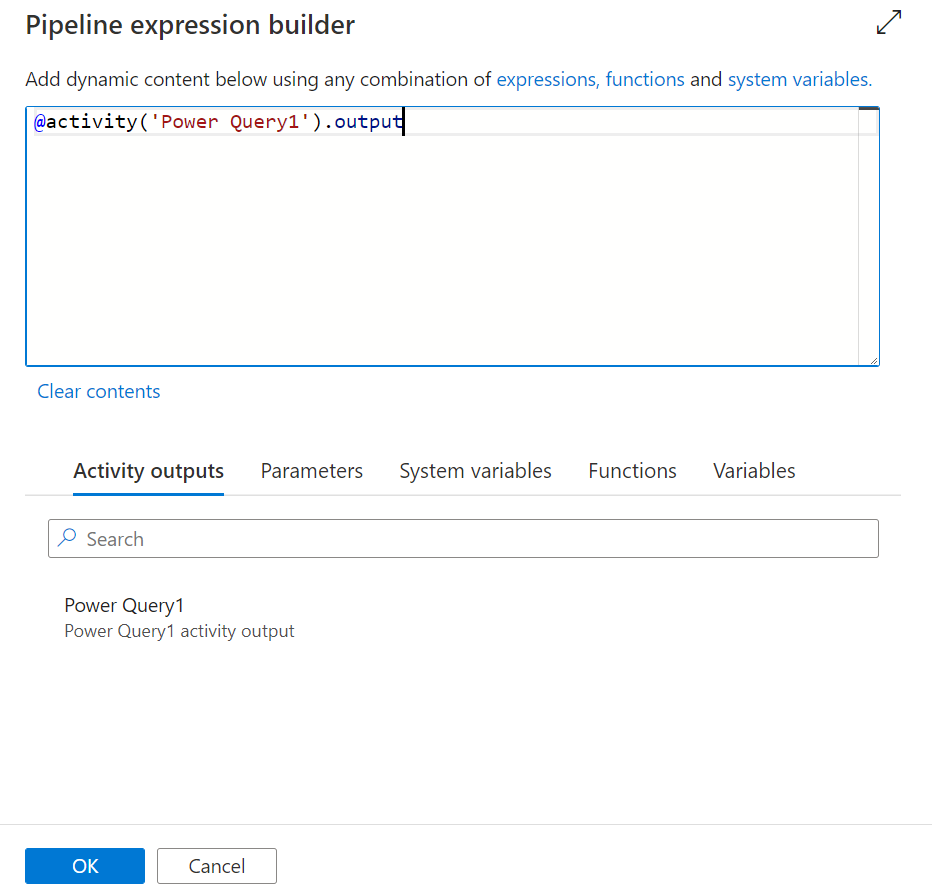 Pipeline expression builder
Add dynamic content below using any combination of expressions, functions and system variables.
@activity('Power Query1').output
Clear contents
Activity outputs Parameters System variables Functions Variables
Search
Power Query1
Power Query1 activity output
OK Cancel